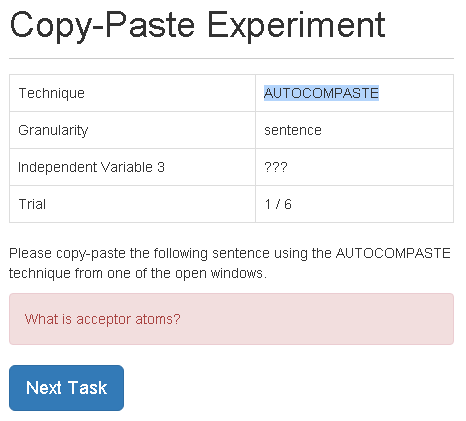 Copy-Paste Experiment
Technique AUTOCOMPASTE
Granularity sentence
Independent Variable 3 ???
Trial 1 / 6
Please copy-paste the following sentence using the AUTOCOMPASTE
technique from one of the open windows.
What is acceptor atoms?
Next Task